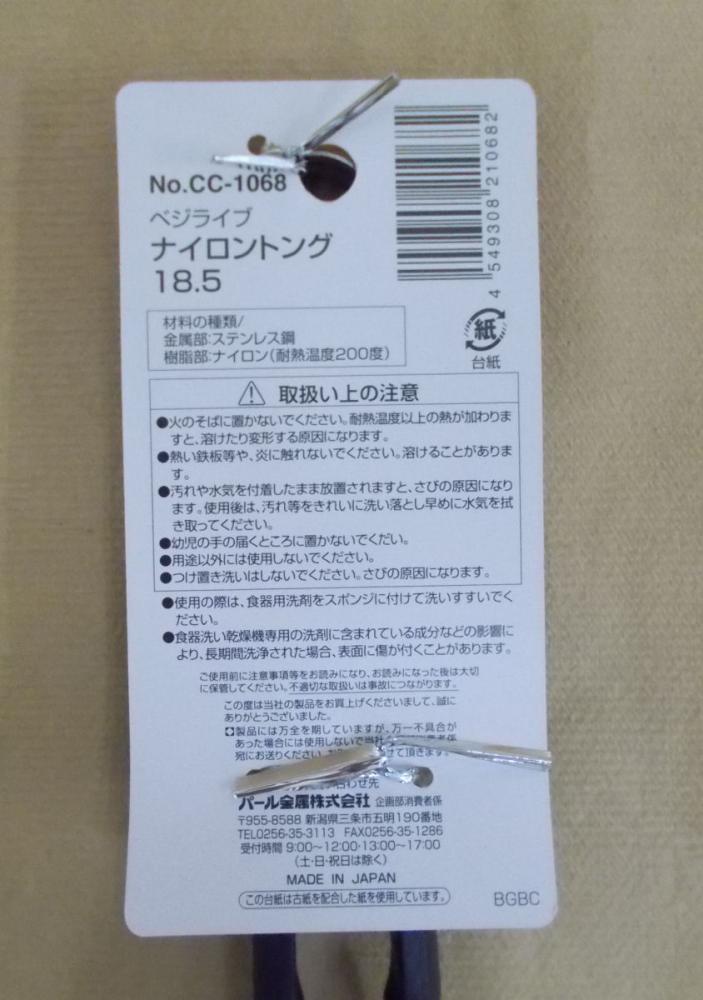 No.CC-1068
ベジライブ
ナイロントング
18.5
4 549308 210682
材料の種類/
金属部:ステンレス鋼
樹脂部:ナイロン(耐熱温度200度)
紙
台紙
取扱い上の注意
●火のそばに置かないでください。耐熱温度以上の熱が加わりま
すと、溶けたり変形する原因になります。
●熱い鉄板等や、炎に触れないでください。溶けることがありま
す。
●汚れや水気を付着したまま放置されますと、さびの原因になり
ます。使用後は、汚れ等をきれいに洗い落とし早めに水気を拭
き取ってください。
●幼児の手の届くところに置かないでくだい。
●用途以外には使用しないでください。
●つけ置き洗いはしないでください。さびの原因になります。
●使用の際は、食器用洗剤をスポンジに付けて洗いすすいでく
ださい。
●食器洗い乾燥機専用の洗剤に含まれている成分などの影響に
より、長期間洗浄された場合、表面に傷が付くことがあります。
ご使用前に注意事項等をお読みになり、お読みになった後は大切
に保管してください。不適切な取扱いは事故につながります。
この度は当社の製品をお買上げくださいまして、誠に
ありがとうございました。
製品には万全を期していますが、万一不具合が
あった場合には使用しないで当社
宛にお送りください。
合わせ先
パール金属株式会社 企画部消費者係
〒955-8588 新潟県三条市五明190番地
TEL0256-35-3113 FAX0256-35-1286
受付時間 9:00〜12:00・13:00〜17:00
(土・日・祝日は除く)
MADE IN JAPAN
この台紙は古紙を配合した紙を使用しています。
BGBC